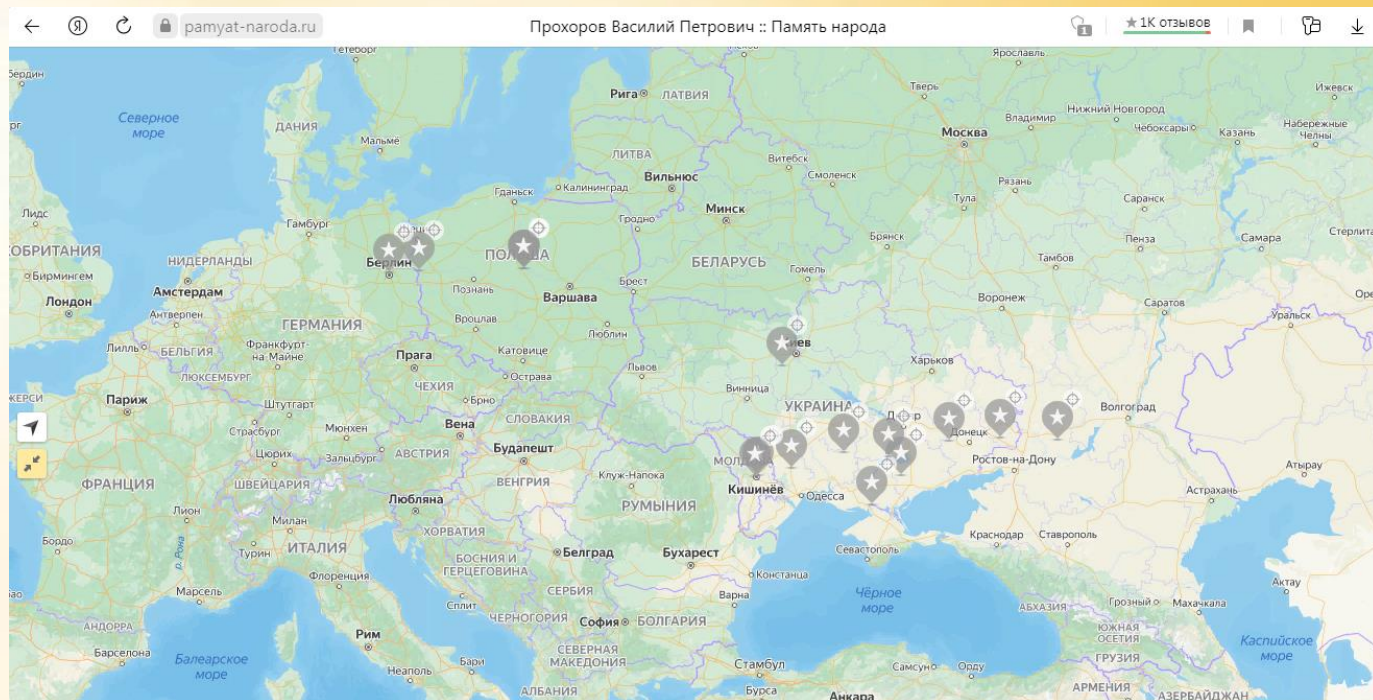 pamyat-naroda.ru
Прохоров Василий Петрович :: Память народа
1
★ 1К отзывов
Ярославль
Ижевск
Тверь
Рига
ЛАТВИЯ
Северное
море
ДАНИЯ
Нижний Новгород
Владимир
Чебоксары
Казань
Набережные
Челны
Москва
Мальмё
ЛИТВА
Витебск
Смоленск
Вильнюс
Гданьск
Калининград
Рязань
Тула
Саранск
Лидс
Гамбург
Гродно
Минск
Брянск
Пенза
Самара
Стерлита
ОБРИТАНИЯ
Бирмингем
НИДЕРЛАНДЫ
Берлин
БЕЛАРУСЬ
Гомель
Тамбов
Лондон
Амстердам
Антверпен
Познань
Варшава
Брест
Воронеж
Саратов
Оре
Уральск
ГЕРМАНИЯ
Вроцлав
Люблин
Лилль
БЕЛЬГИЯ
Франкфурт-
на-Майне
Прага
Катовице
Харьков
ЛЮКСЕМБУРГ
ЧЕХИЯ
Острава
Львов
Винница
Париж
Штутгарт
Брно
УКРАИНА
Волгоград
Страсбург
Мюнхен
Вена
СЛОВАКИЯ
Донецк
Цюрих
Зальцбург
АВСТРИЯ
Будапешт
Ростов-на-Дону
Атырау
ФРАНЦИЯ
ШВЕЙЦАРИЯ
ВЕНГРИЯ
Клуж-Напока
Кишинёв
Одесса
Астрахань
Любляна
РУМЫНИЯ
Лион
Милан
Турин
ХОРВАТИЯ
Краснодар
Ставрополь
Бордо
р. Рона
ИТАЛИЯ
БОСНИЯ И
ГЕРЦЕГОВИНА
Белград
Бухарест
Севастополь
Флоренция
Констанца
Актау
Марсель
Сплит
СЕРБИЯ
Варна
Чёрное
море
АБХАЗИЯ
Грозный
Махачкала
АНДОРРА
ЧЕРНОГОРИЯ
София
БОЛГАРИЯ
ЮЖНАЯ
ОСЕТИЯ
Барселона
Рим
Каспийское
море
Балеарское
море
СЕВЕРНАЯ
МАКЕДОНИЯ
Стамбул
Самсун
Орду
ГРУЗИЯ
Неаполь
Бари
АЛБАНИЯ
Бурса
Анкара
АРМЕНИЯ
АЗЕРБАЙДЖАН